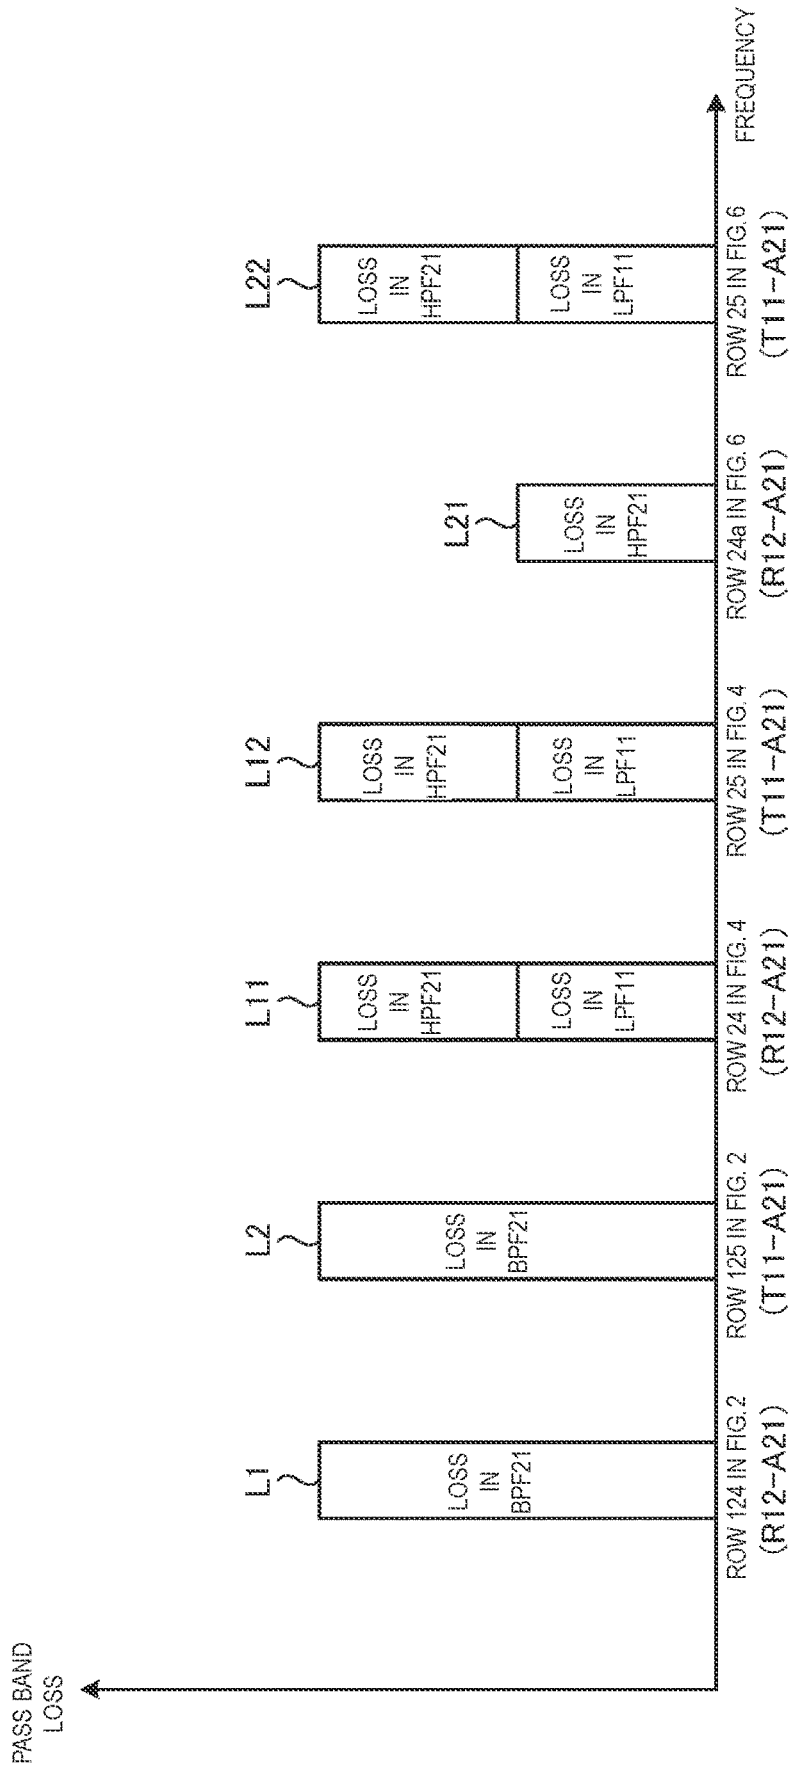 PASS BAND
LOSS
L1
LOSS
IN
BPF21
L2
LOSS
IN
BPF21
L11
LOSS
IN
HPF21
LOSS
IN
LPF11
L12
LOSS
IN
HPF21
LOSS
IN
LPF11
L21
LOSS
IN
HPF21
L22
LOSS
IN
HPF21
LOSS
IN
LPF11
ROW 124 IN FIG. 2
(R12-A21)
ROW 125 IN FIG. 2
(T11-A21)
ROW 24 IN FIG. 4
(R12-A21)
ROW 25 IN FIG. 4
(T11-A21)
ROW 24a IN FIG. 6
(R12-A21)
ROW 25 IN FIG. 6
(T11-A21)
FREQUENCY